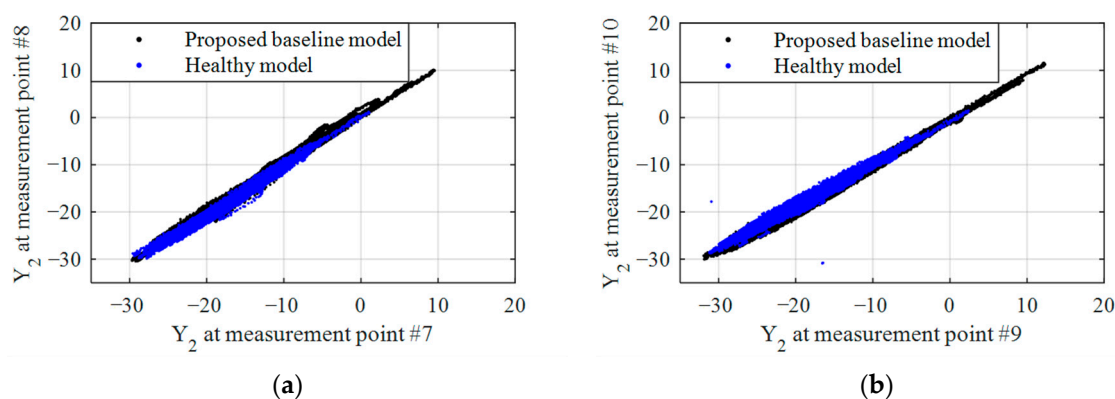 20
10
0
−10
−20
−30
Y2 at measurement point #8
Proposed baseline model
Healthy model
−30
−20
−10
0
10
20
Y2 at measurement point #7
(a)
20
10
0
−10
−20
−30
Y2 at measurement point #10
Proposed baseline model
Healthy model
−30
−20
−10
0
10
20
Y2 at measurement point #9
(b)